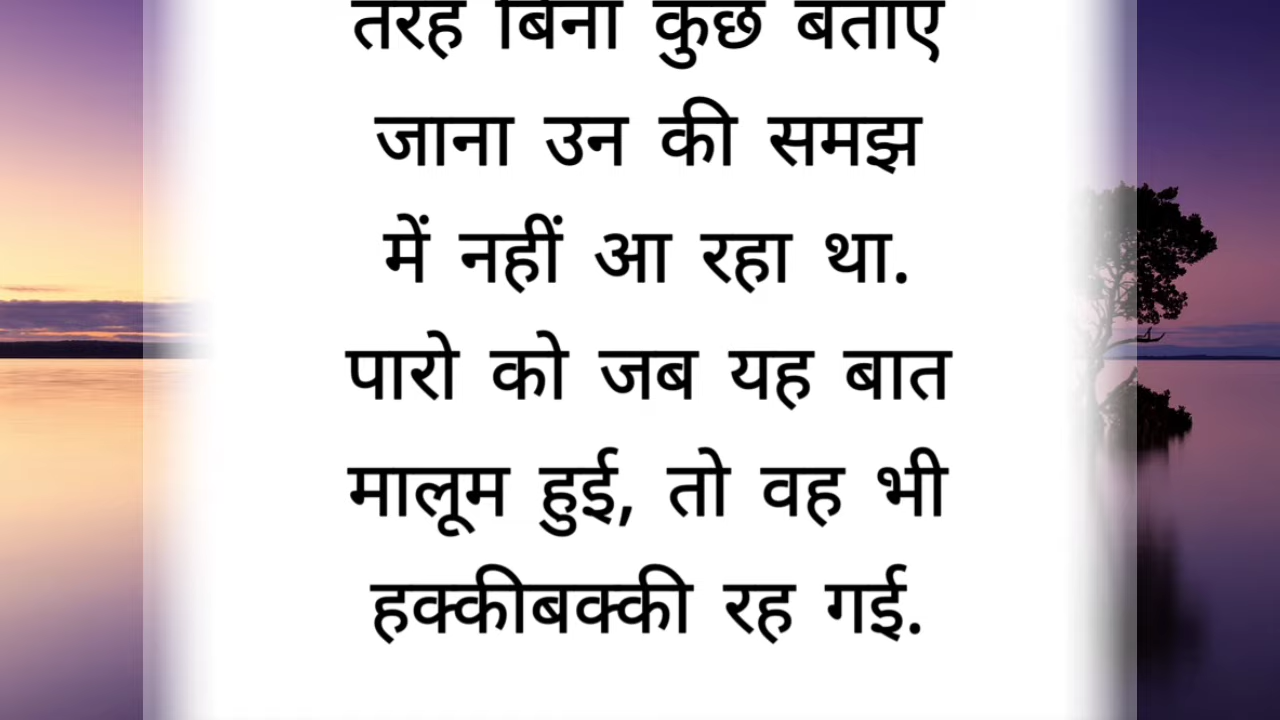 तरह बिना कुछ बताए
जाना उन की समझ
में नहीं आ रहा था.
पारो को जब यह बात
मालूम हुई, तो वह भी
हक्कीबक्की रह गई.